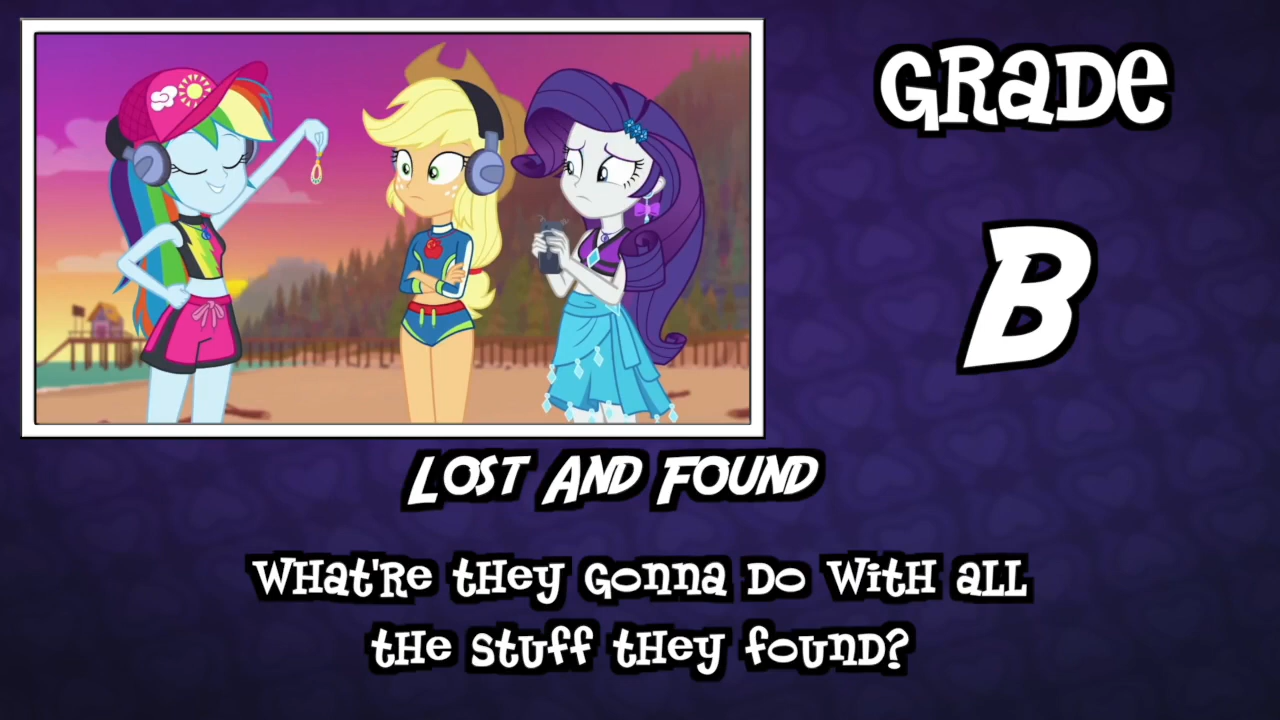 GRADE
B
LOST AND FOUND
WHAT'RE THEY GONNA DO WITH ALL
THE STUFF THEY FOUND?